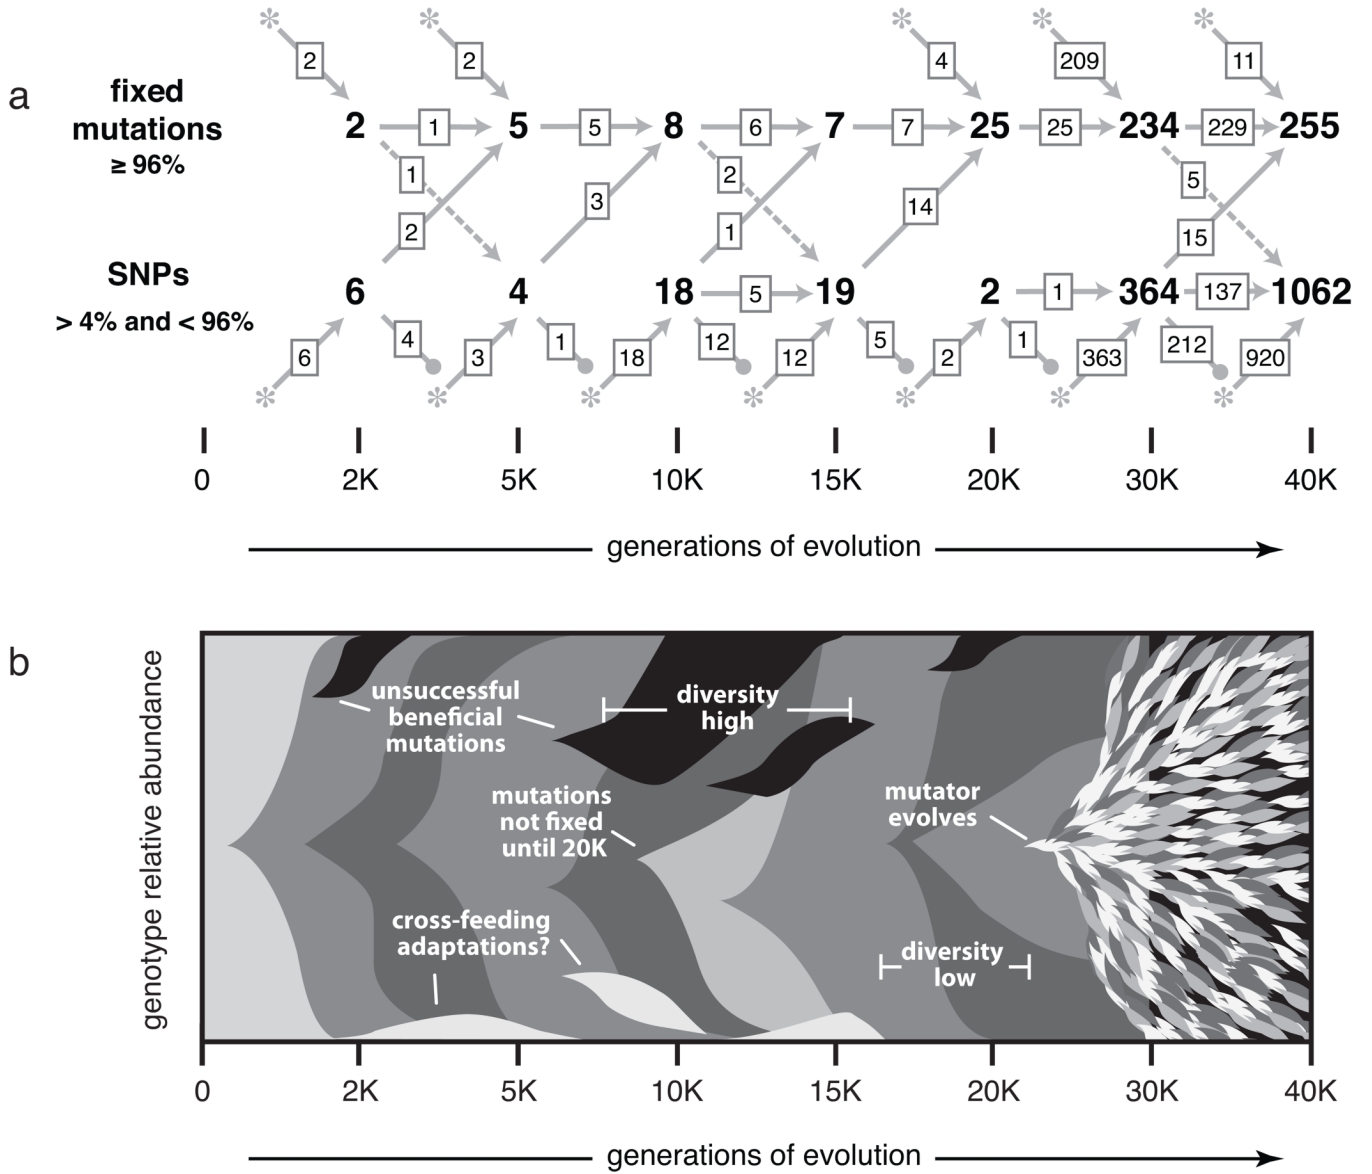 a
✼ ✼ ✼ ✼ ✼
2 2 4 209 11
fixed
mutations
≥ 96%
2 1 5 5 8 6 7 7 25 25 234 229 255
1 2 5
3 14
2 1 15
SNPs
> 4% and < 96%
6 4 18 5 19 2 1 364 137 1062
6 4 3 1 18 12 12 5 2 1 363 212 920
✼ ✼ ✼ ✼ ✼ ✼ ✼
0 2K 5K 10K 15K 20K 30K 40K
generations of evolution
b
genotype relative abundance
unsuccessful
beneficial
mutations
diversity
high
mutations
not fixed
until 20K
mutator
evolves
cross-feeding
adaptations?
diversity
low
0 2K 5K 10K 15K 20K 30K 40K
generations of evolution